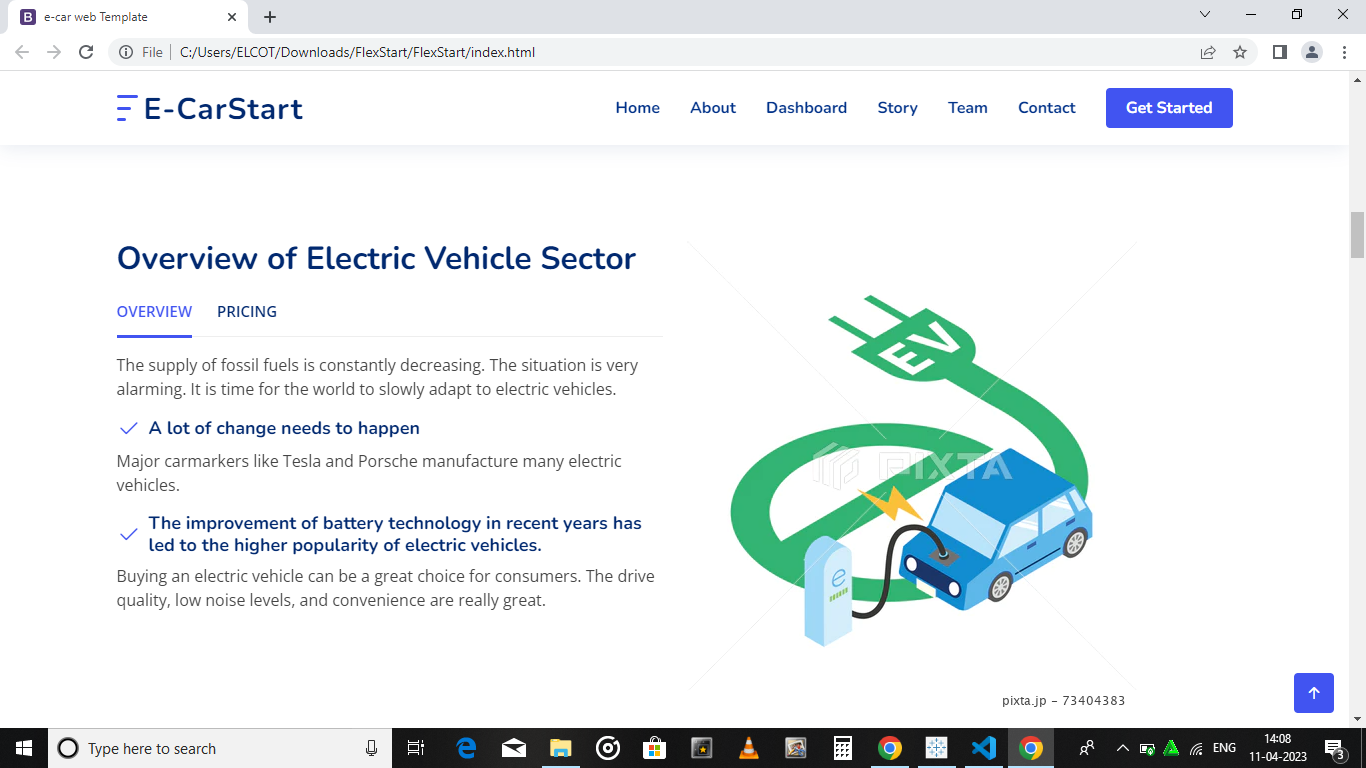 e-car web Template
File
C:/Users/ELCOT/Downloads/FlexStart/FlexStart/index.html
E-CarStart
Home About Dashboard Story Team Contact Get Started
Overview of Electric Vehicle Sector
OVERVIEW PRICING
The supply of fossil fuels is constantly decreasing. The situation is very
alarming. It is time for the world to slowly adapt to electric vehicles.
A lot of change needs to happen
Major carmarkers like Tesla and Porsche manufacture many electric
vehicles.
The improvement of battery technology in recent years has
led to the higher popularity of electric vehicles.
Buying an electric vehicle can be a great choice for consumers. The drive
quality, low noise levels, and convenience are really great.
EV
PIXTA
e
pixta.jp - 73404383
Type here to search
ENG
14:08
11-04-2023
3